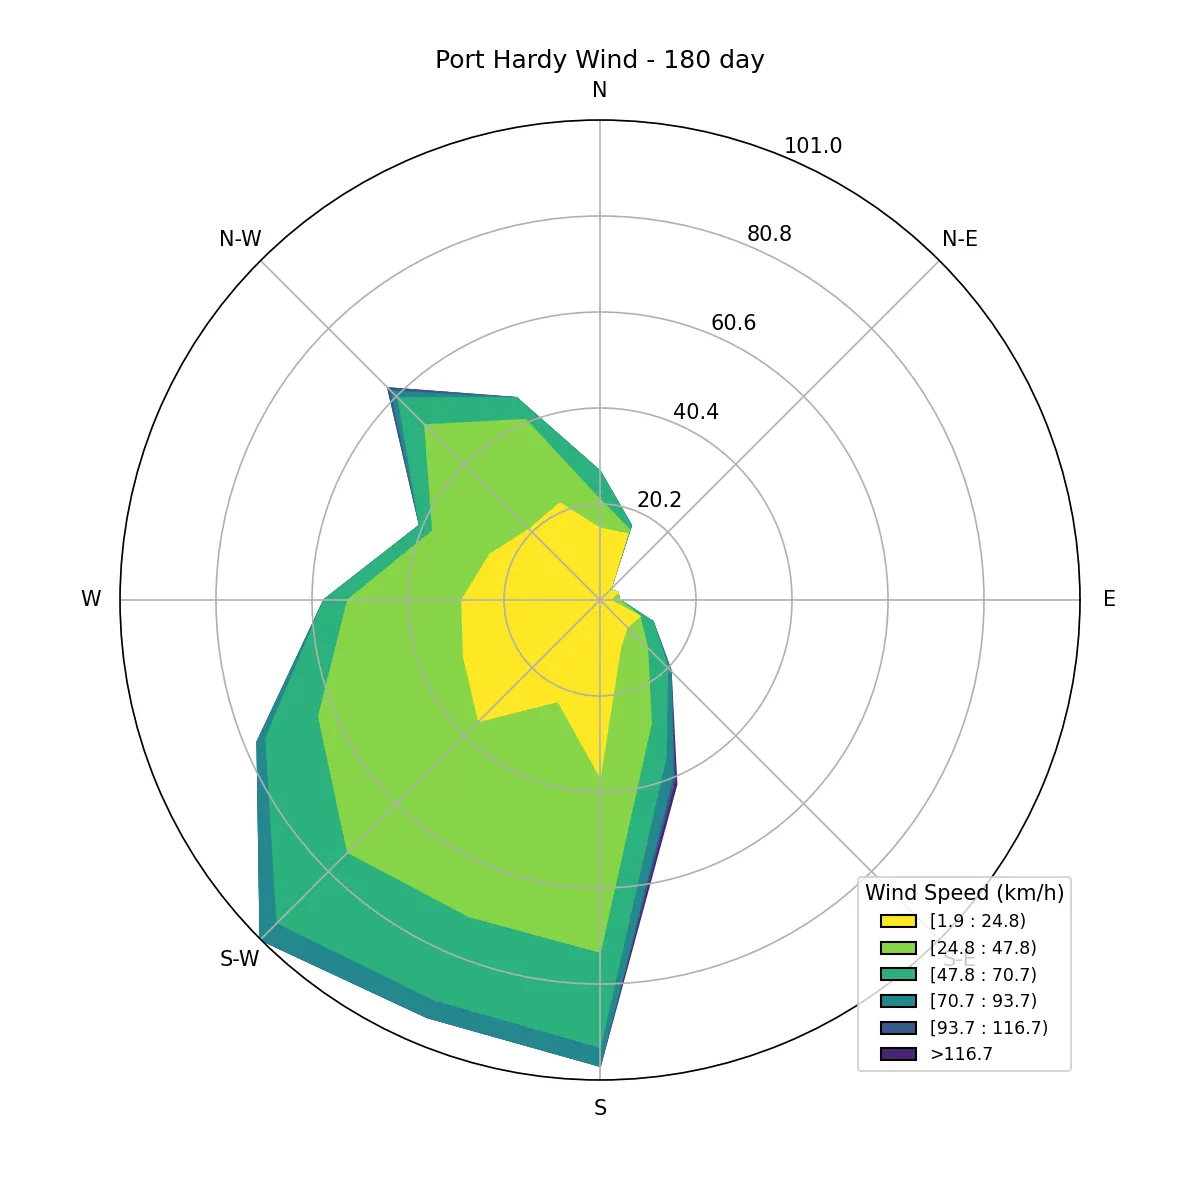 Port Hardy Wind - 180 day
N
101.0
80.8
N-W
N-E
60.6
40.4
20.2
W
E
Wind Speed (km/h)
[1.9 : 24.8)
[24.8 : 47.8)
S-W
S-E
[47.8 : 70.7)
[70.7 : 93.7)
[93.7 : 116.7)
>116.7
S